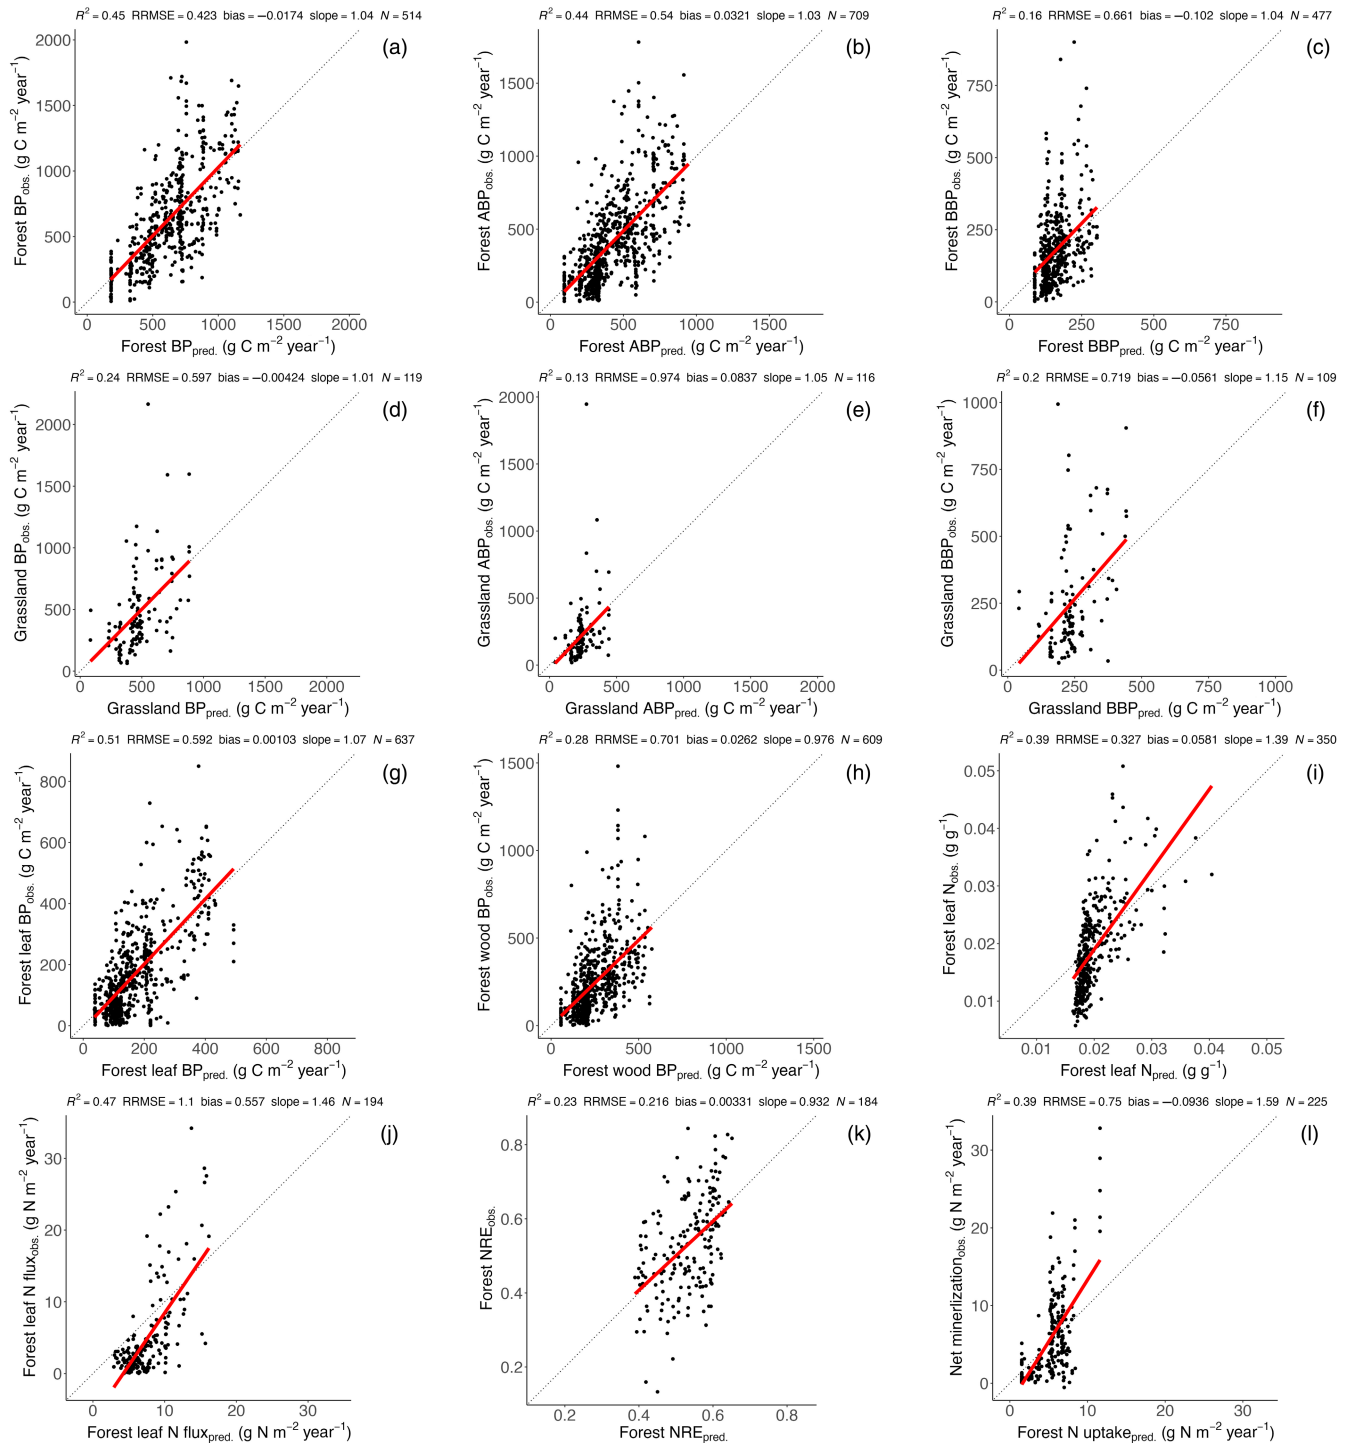 R² = 0.45 RRMSE = 0.423 bias = −0.0174 slope = 1.04 N = 514
(a)
2000
1500
1000
500
0
Forest BPobs. (g C m−2 year−1)
0 500 1000 1500 2000
Forest BPpred. (g C m−2 year−1)
R² = 0.44 RRMSE = 0.54 bias = 0.0321 slope = 1.03 N = 709
(b)
1500
1000
500
0
Forest ABPobs. (g C m−2 year−1)
0 500 1000 1500
Forest ABPpred. (g C m−2 year−1)
R² = 0.16 RRMSE = 0.661 bias = −0.102 slope = 1.04 N = 477
(c)
750
500
250
0
Forest BBPobs. (g C m−2 year−1)
0 250 500 750
Forest BBPpred. (g C m−2 year−1)
R² = 0.24 RRMSE = 0.597 bias = −0.00424 slope = 1.01 N = 119
(d)
2000
1500
1000
500
0
Grassland BPobs. (g C m−2 year−1)
0 500 1000 1500 2000
Grassland BPpred. (g C m−2 year−1)
R² = 0.13 RRMSE = 0.974 bias = 0.0837 slope = 1.05 N = 116
(e)
2000
1500
1000
500
0
Grassland ABPobs. (g C m−2 year−1)
0 500 1000 1500 2000
Grassland ABPpred. (g C m−2 year−1)
R² = 0.2 RRMSE = 0.719 bias = −0.0561 slope = 1.15 N = 109
(f)
1000
750
500
250
0
Grassland BBPobs. (g C m−2 year−1)
0 250 500 750 1000
Grassland BBPpred. (g C m−2 year−1)
R² = 0.51 RRMSE = 0.592 bias = 0.00103 slope = 1.07 N = 637
(g)
800
600
400
200
0
Forest leaf BPobs. (g C m−2 year−1)
0 200 400 600 800
Forest leaf BPpred. (g C m−2 year−1)
R² = 0.28 RRMSE = 0.701 bias = 0.0262 slope = 0.976 N = 609
(h)
1500
1000
500
0
Forest wood BPobs. (g C m−2 year−1)
0 500 1000 1500
Forest wood BPpred. (g C m−2 year−1)
R² = 0.39 RRMSE = 0.327 bias = 0.0581 slope = 1.39 N = 350
(i)
0.05
0.04
0.03
0.02
0.01
Forest leaf Nobs. (g g−1)
0.01 0.02 0.03 0.04 0.05
Forest leaf Npred. (g g−1)
R² = 0.47 RRMSE = 1.1 bias = 0.557 slope = 1.46 N = 194
(j)
30
20
10
0
Forest leaf N fluxobs. (g N m−2 year−1)
0 10 20 30
Forest leaf N fluxpred. (g N m−2 year−1)
R² = 0.23 RRMSE = 0.216 bias = 0.00331 slope = 0.932 N = 184
(k)
0.8
0.6
0.4
0.2
Forest NREobs.
0.2 0.4 0.6 0.8
Forest NREpred.
R² = 0.39 RRMSE = 0.75 bias = −0.0936 slope = 1.59 N = 225
(l)
30
20
10
0
Net minerlizationobs. (g N m−2 year−1)
0 10 20 30
Forest N uptakepred. (g N m−2 year−1)